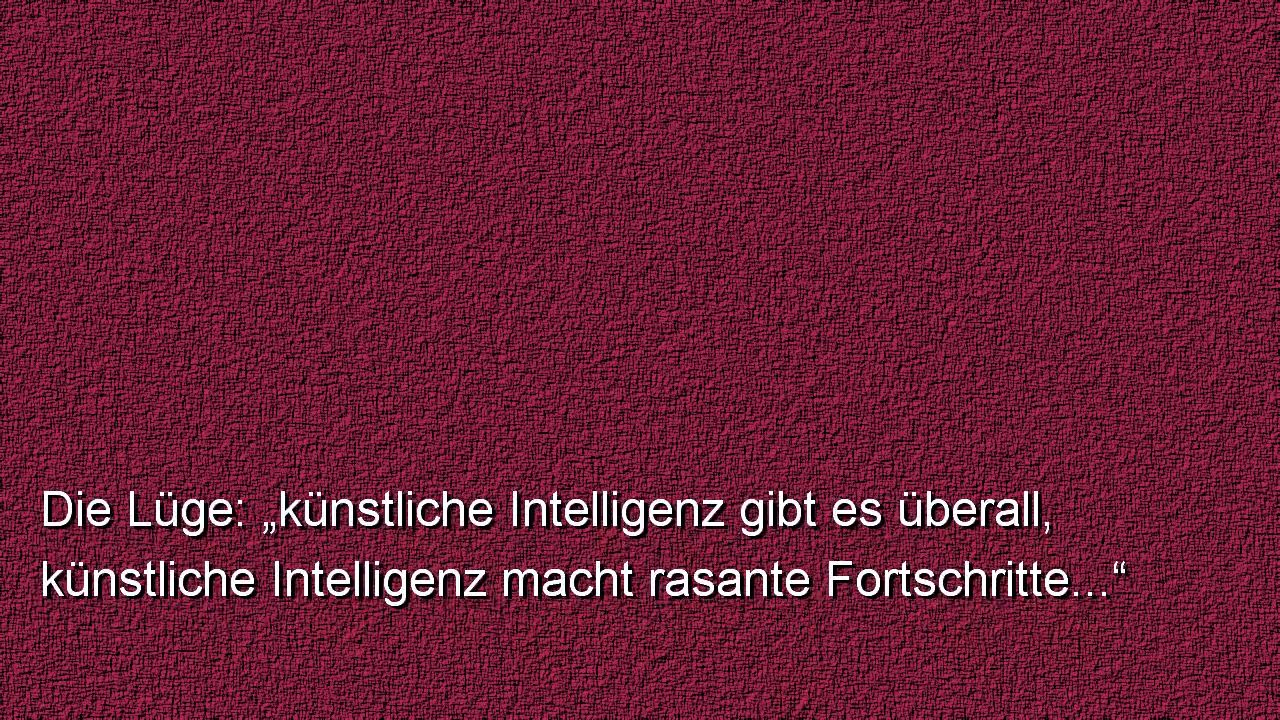 Die Lüge: „künstliche Intelligenz gibt es überall,
künstliche Intelligenz macht rasante Fortschritte...“